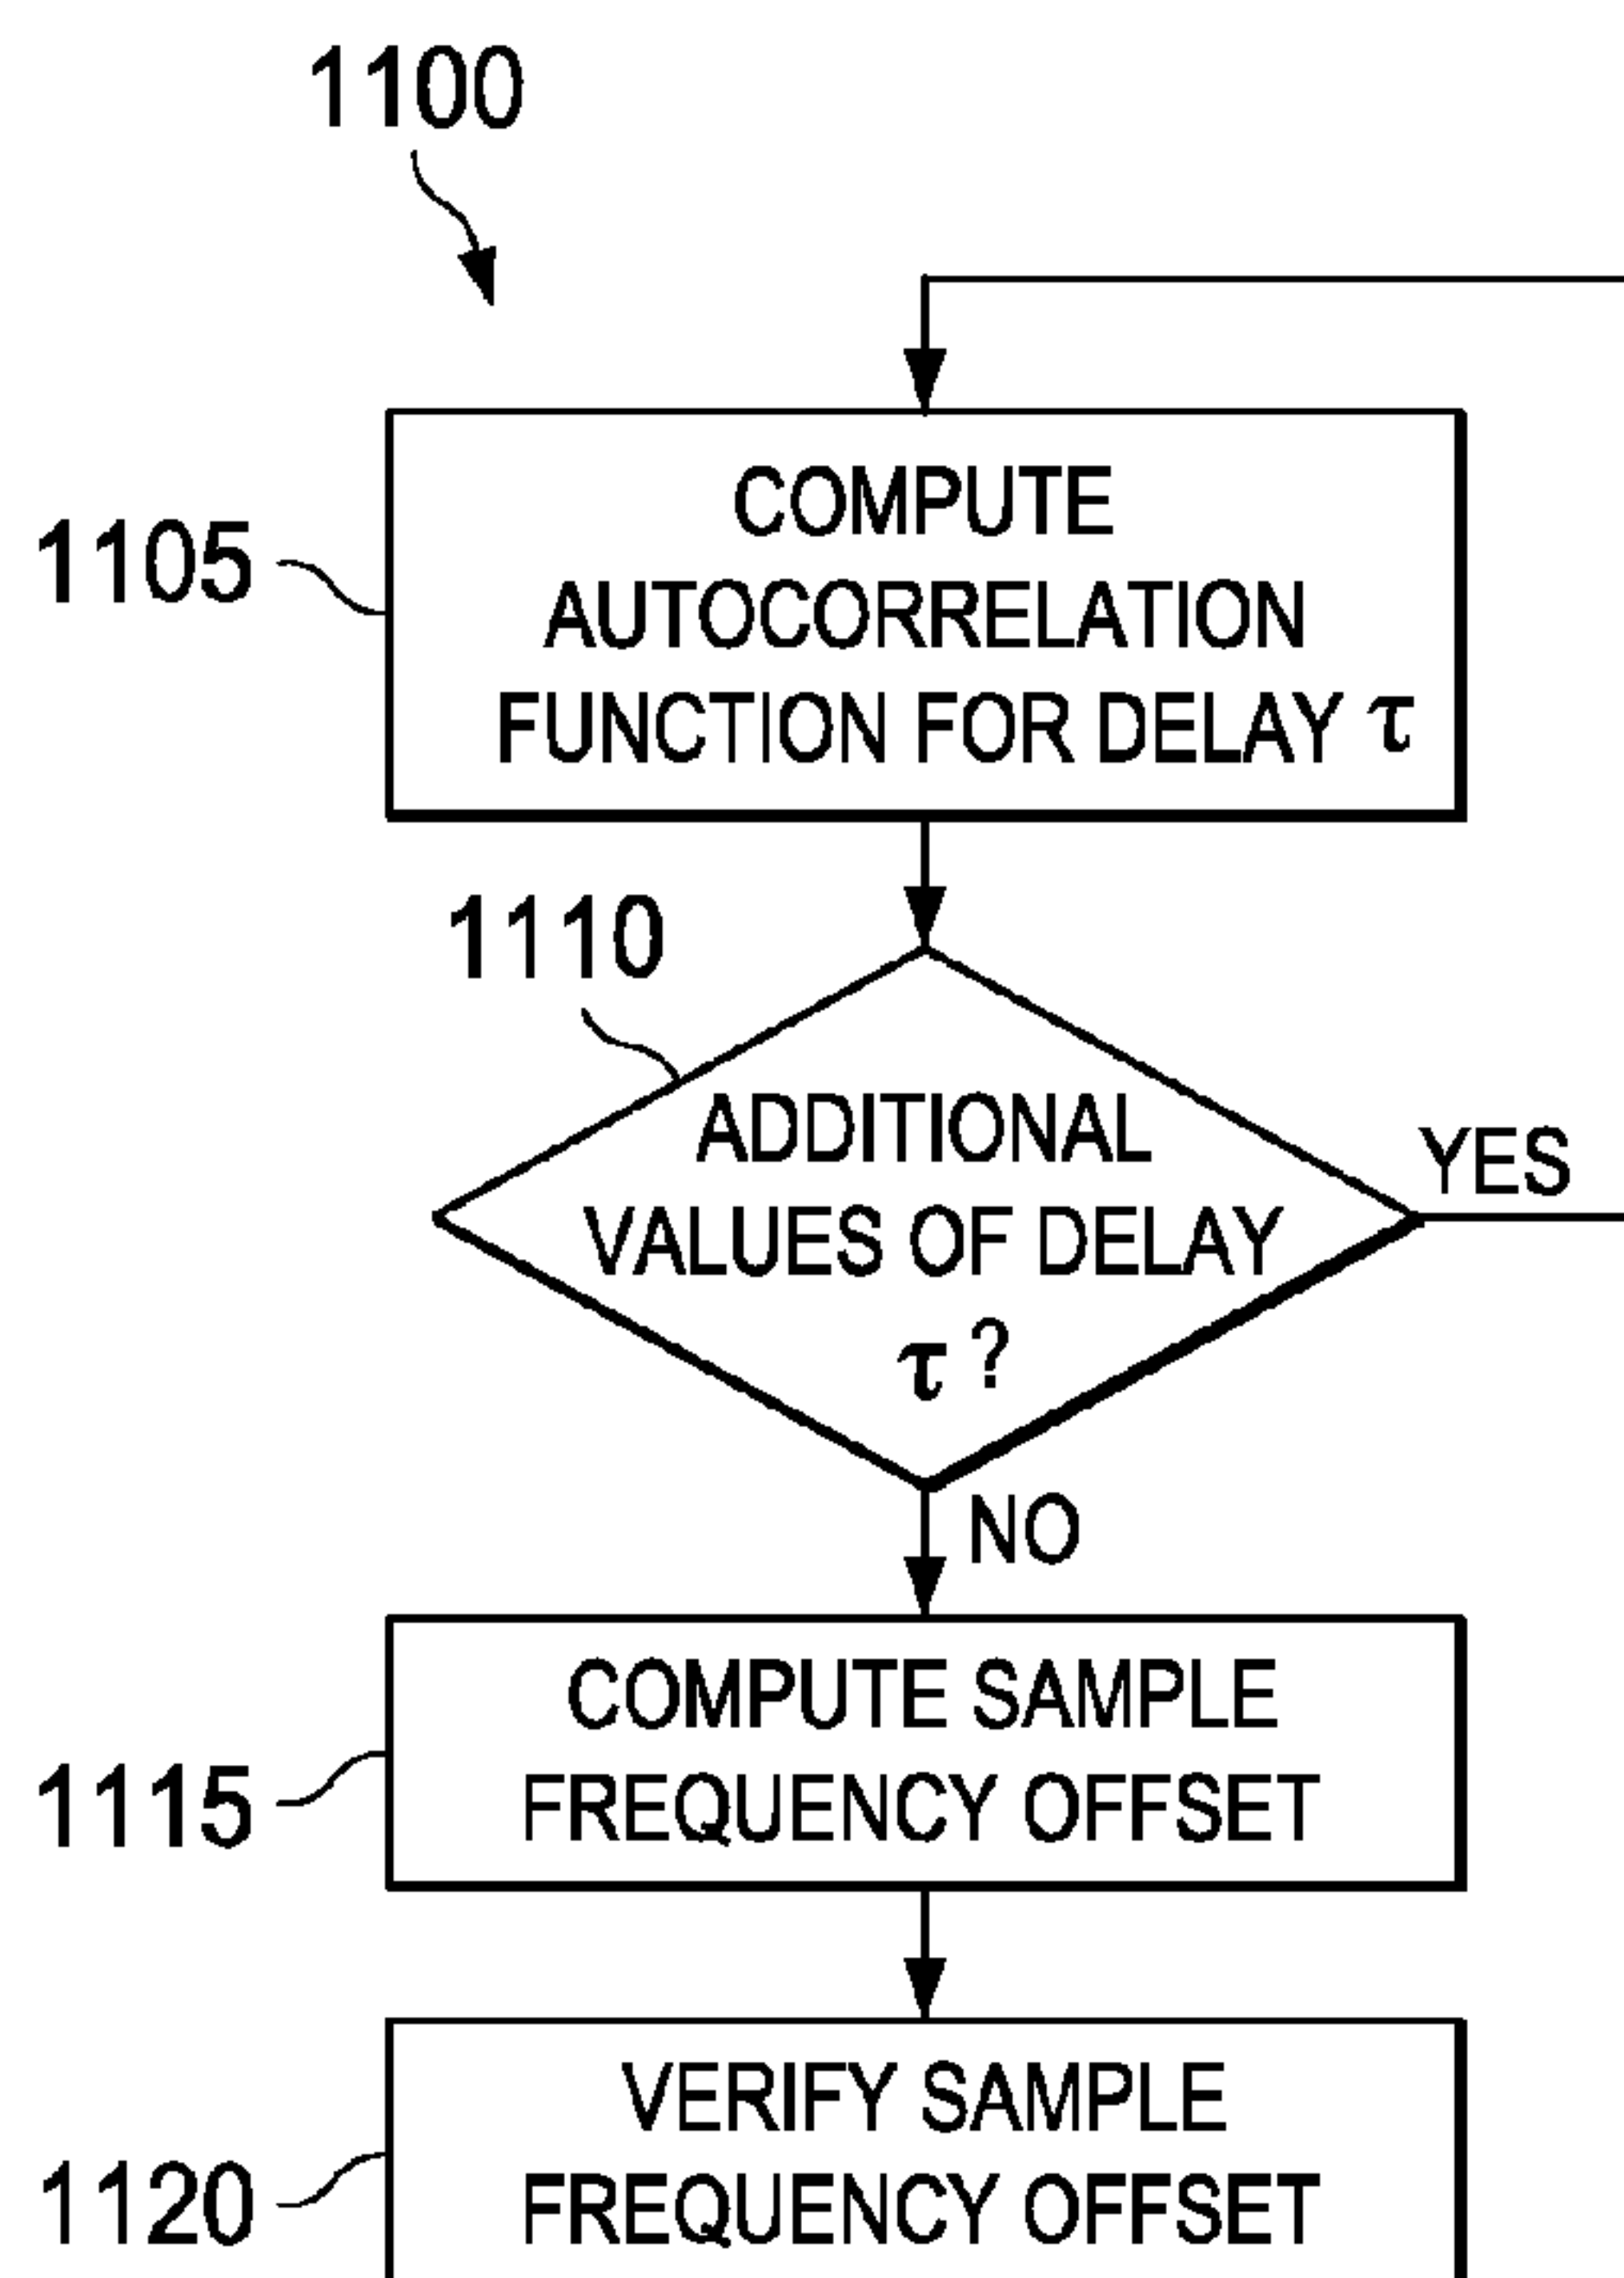 1100
1105
COMPUTE
AUTOCORRELATION
FUNCTION FOR DELAY τ
1110
ADDITIONAL
VALUES OF DELAY
τ ?
YES
NO
1115
COMPUTE SAMPLE
FREQUENCY OFFSET
1120
VERIFY SAMPLE
FREQUENCY OFFSET